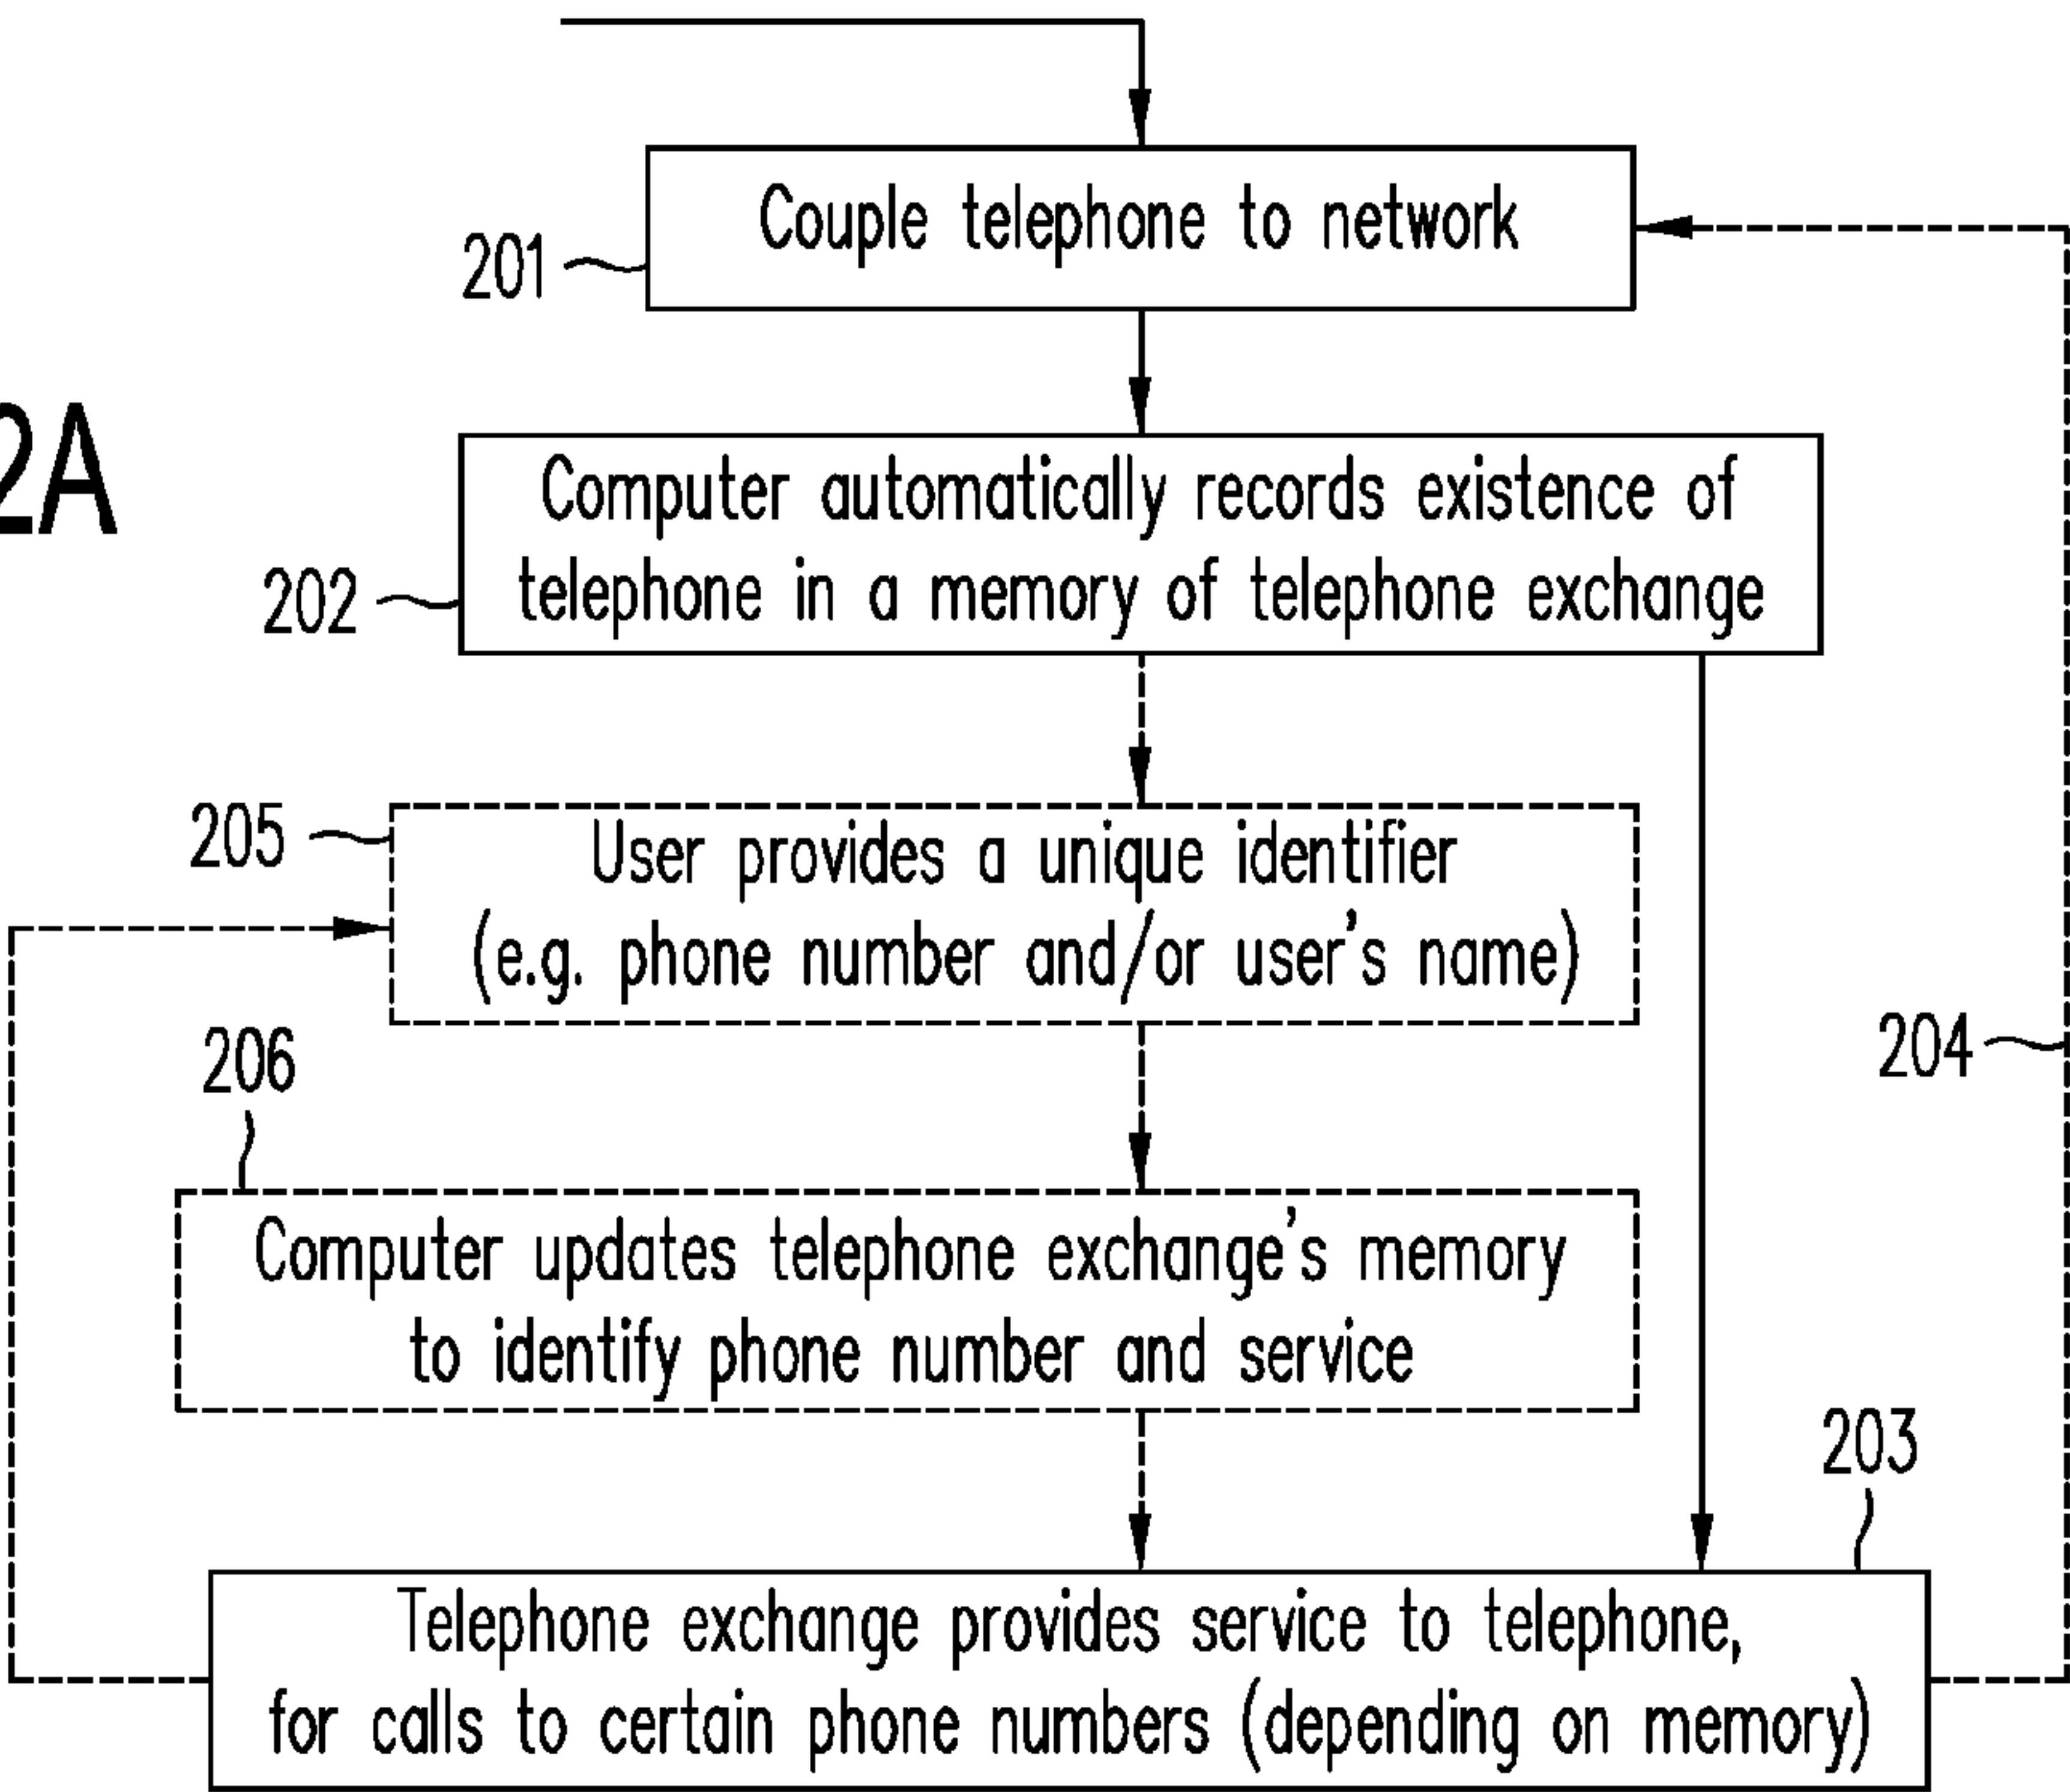 201
Couple telephone to network
2A
202
Computer automatically records existence of
telephone in a memory of telephone exchange
205
User provides a unique identifier
(e.g. phone number and/or user's name)
204
206
Computer updates telephone exchange's memory
to identify phone number and service
203
Telephone exchange provides service to telephone,
for calls to certain phone numbers (depending on memory)